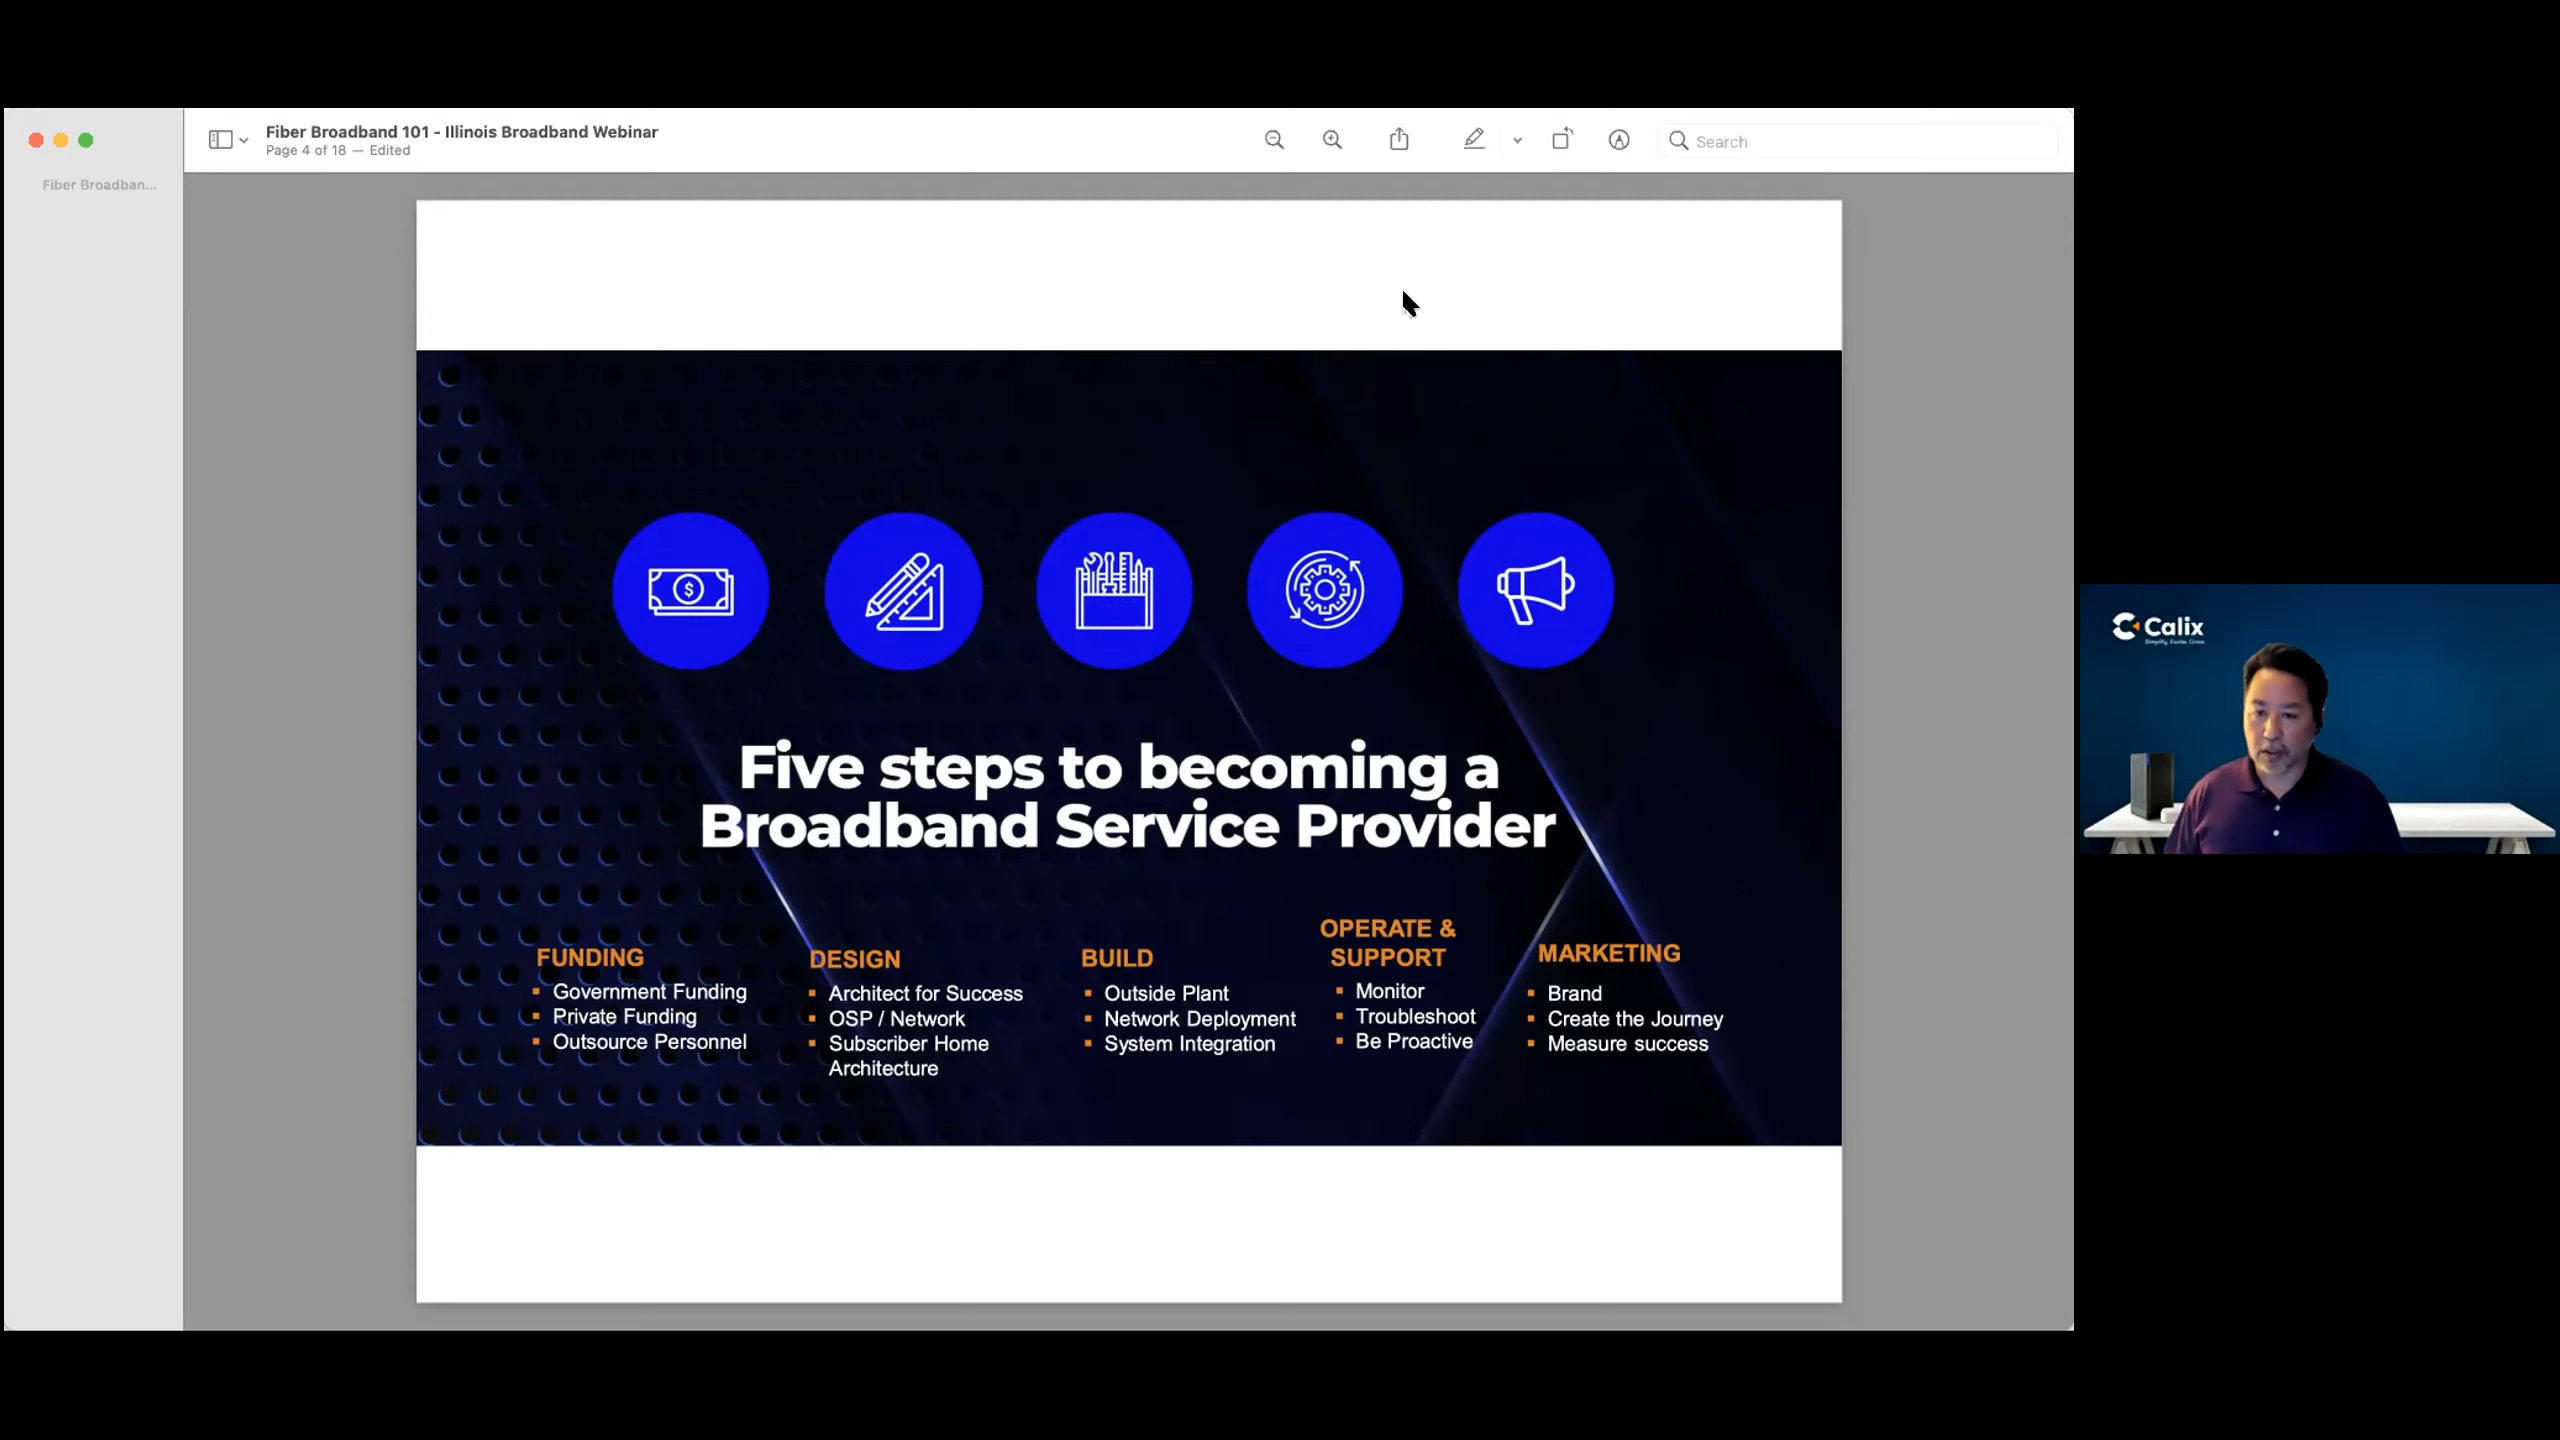 Fiber Broadband 101 - Illinois Broadband Webinar
Page 4 of 18 — Edited
Search
Fiber Broadban...
$
Five steps to becoming a
Broadband Service Provider
FUNDING
Government Funding
Private Funding
Outsource Personnel
DESIGN
Architect for Success
OSP / Network
Subscriber Home
Architecture
BUILD
Outside Plant
Network Deployment
System Integration
OPERATE &
SUPPORT
Monitor
Troubleshoot
Be Proactive
MARKETING
Brand
Create the Journey
Measure success
Calix
Simplify. Excite. Grow.